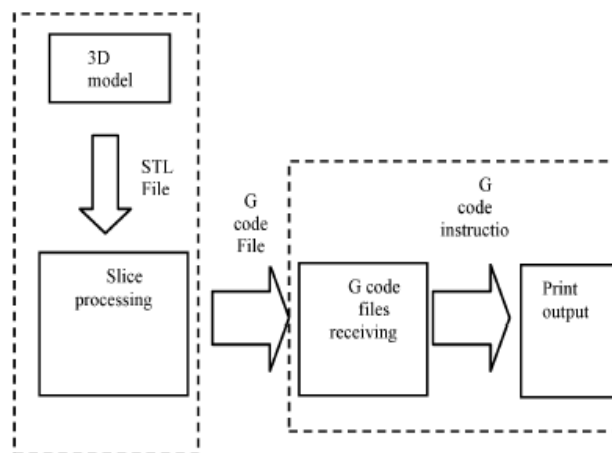 3D
model
STL
File
Slice
processing
G
code
File
G code
files
receiving
G
code
instructio
Print
output